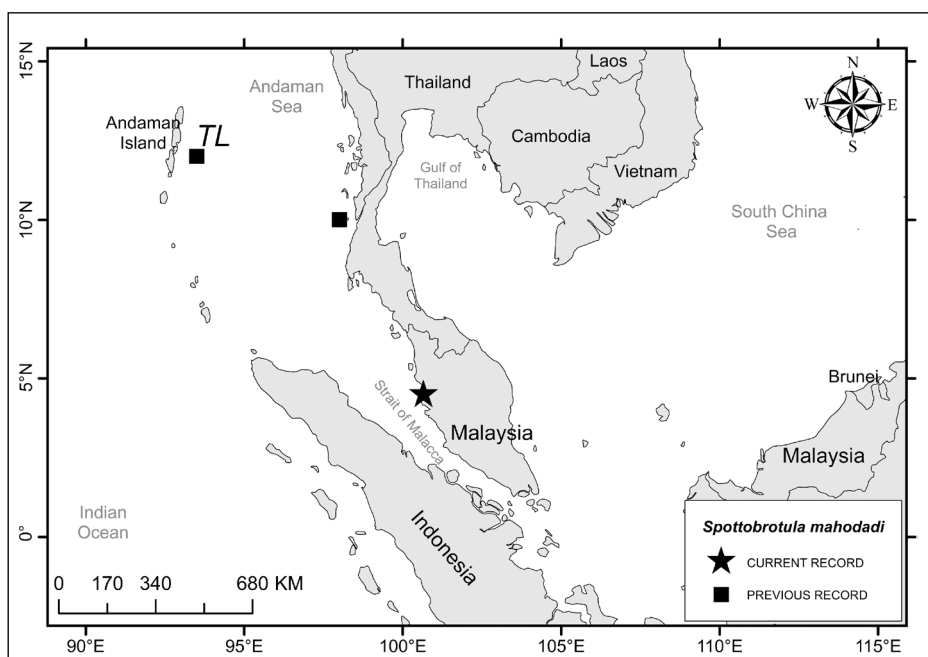 15°N
10°N
5°N
0°
Laos
Andaman
Sea
Thailand
N
W
E
S
Andaman
Island
TL
Cambodia
Gulf of
Thailand
Vietnam
South China
Sea
Strait of Malacca
Brunei
Malaysia
Malaysia
Indonesia
Indian
Ocean
Spottobrotula mahodadi
CURRENT RECORD
PREVIOUS RECORD
0 170 340 680 KM
90°E 95°E 100°E 105°E 110°E 115°E